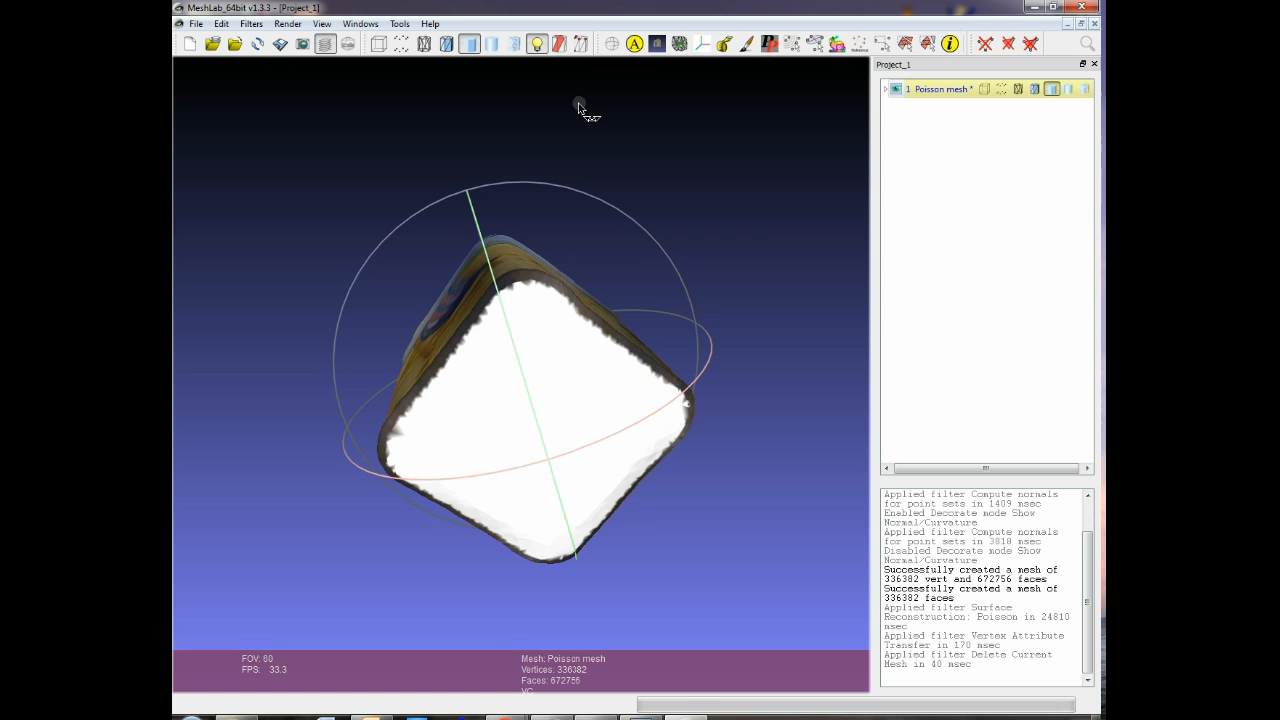 MeshLab_64bit v1.3.3 - [Project_1]
File Edit Filters Render View Windows Tools Help
Project_1
1 Poisson mesh *
Applied filter Compute normals
for point sets in 1409 msec
Enabled Decorate mode Show
Normal/Curvature
Applied filter Compute normals
for point sets in 3818 msec
Disabled Decorate mode Show
Normal/Curvature
Successfully created a mesh of
336382 vert and 672756 faces
Successfully created a mesh of
336382 faces
Applied filter Surface
Reconstruction: Poisson in 24810
msec
Applied filter Vertex Attribute
Transfer in 170 msec
Applied filter Delete Current
Mesh in 40 msec
FOV: 60
FPS: 33.3
Mesh: Poisson mesh
Vertices: 336382
Faces: 672756
VC